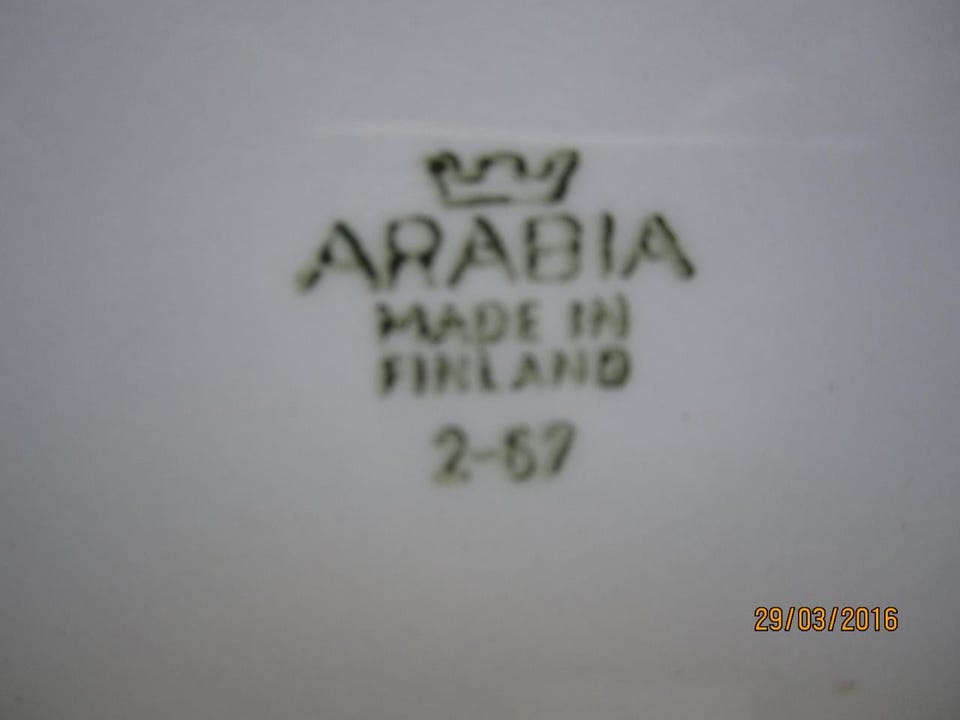 ARABIA
MADE IN
FINLAND
2-67
29/03/2016